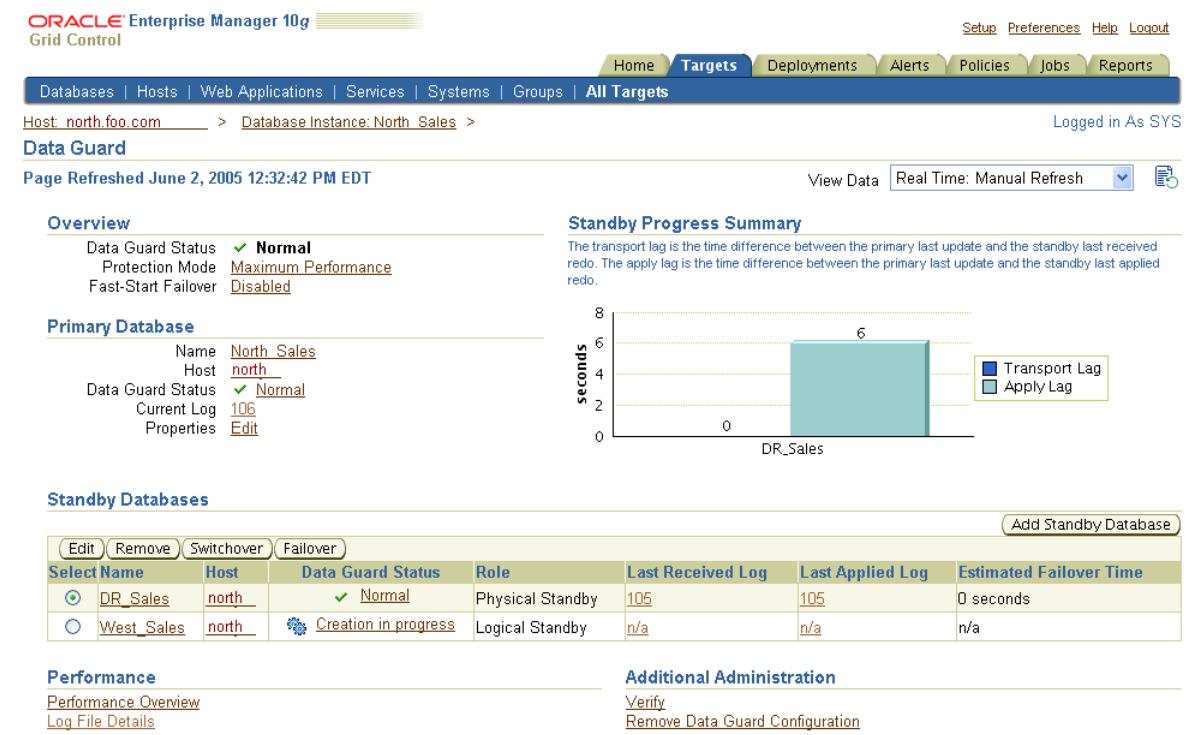 ORACLE Enterprise Manager 10g
Grid Control
Setup Preferences Help Logout
Home Targets Deployments Alerts Policies Jobs Reports
Databases | Hosts | Web Applications | Services | Systems | Groups | All Targets
Host: north.foo.com > Database Instance: North_Sales >
Logged in As SYS
Data Guard
Page Refreshed June 2, 2005 12:32:42 PM EDT
View Data Real Time: Manual Refresh
Overview
Data Guard Status Normal
Protection Mode Maximum Performance
Fast-Start Failover Disabled
Primary Database
Name North_Sales
Host north
Data Guard Status Normal
Current Log 106
Properties Edit
Standby Progress Summary
The transport lag is the time difference between the primary last update and the standby last received
redo. The apply lag is the time difference between the primary last update and the standby last applied
redo.
8
6
4
2
0
seconds
0
6
DR_Sales
Transport Lag
Apply Lag
Standby Databases
Add Standby Database
Edit Remove Switchover Failover
Select Name Host Data Guard Status Role Last Received Log Last Applied Log Estimated Failover Time
DR_Sales north Normal Physical Standby 105 105 0 seconds
West_Sales north Creation in progress Logical Standby n/a n/a n/a
Performance
Performance Overview
Log File Details
Additional Administration
Verify
Remove Data Guard Configuration